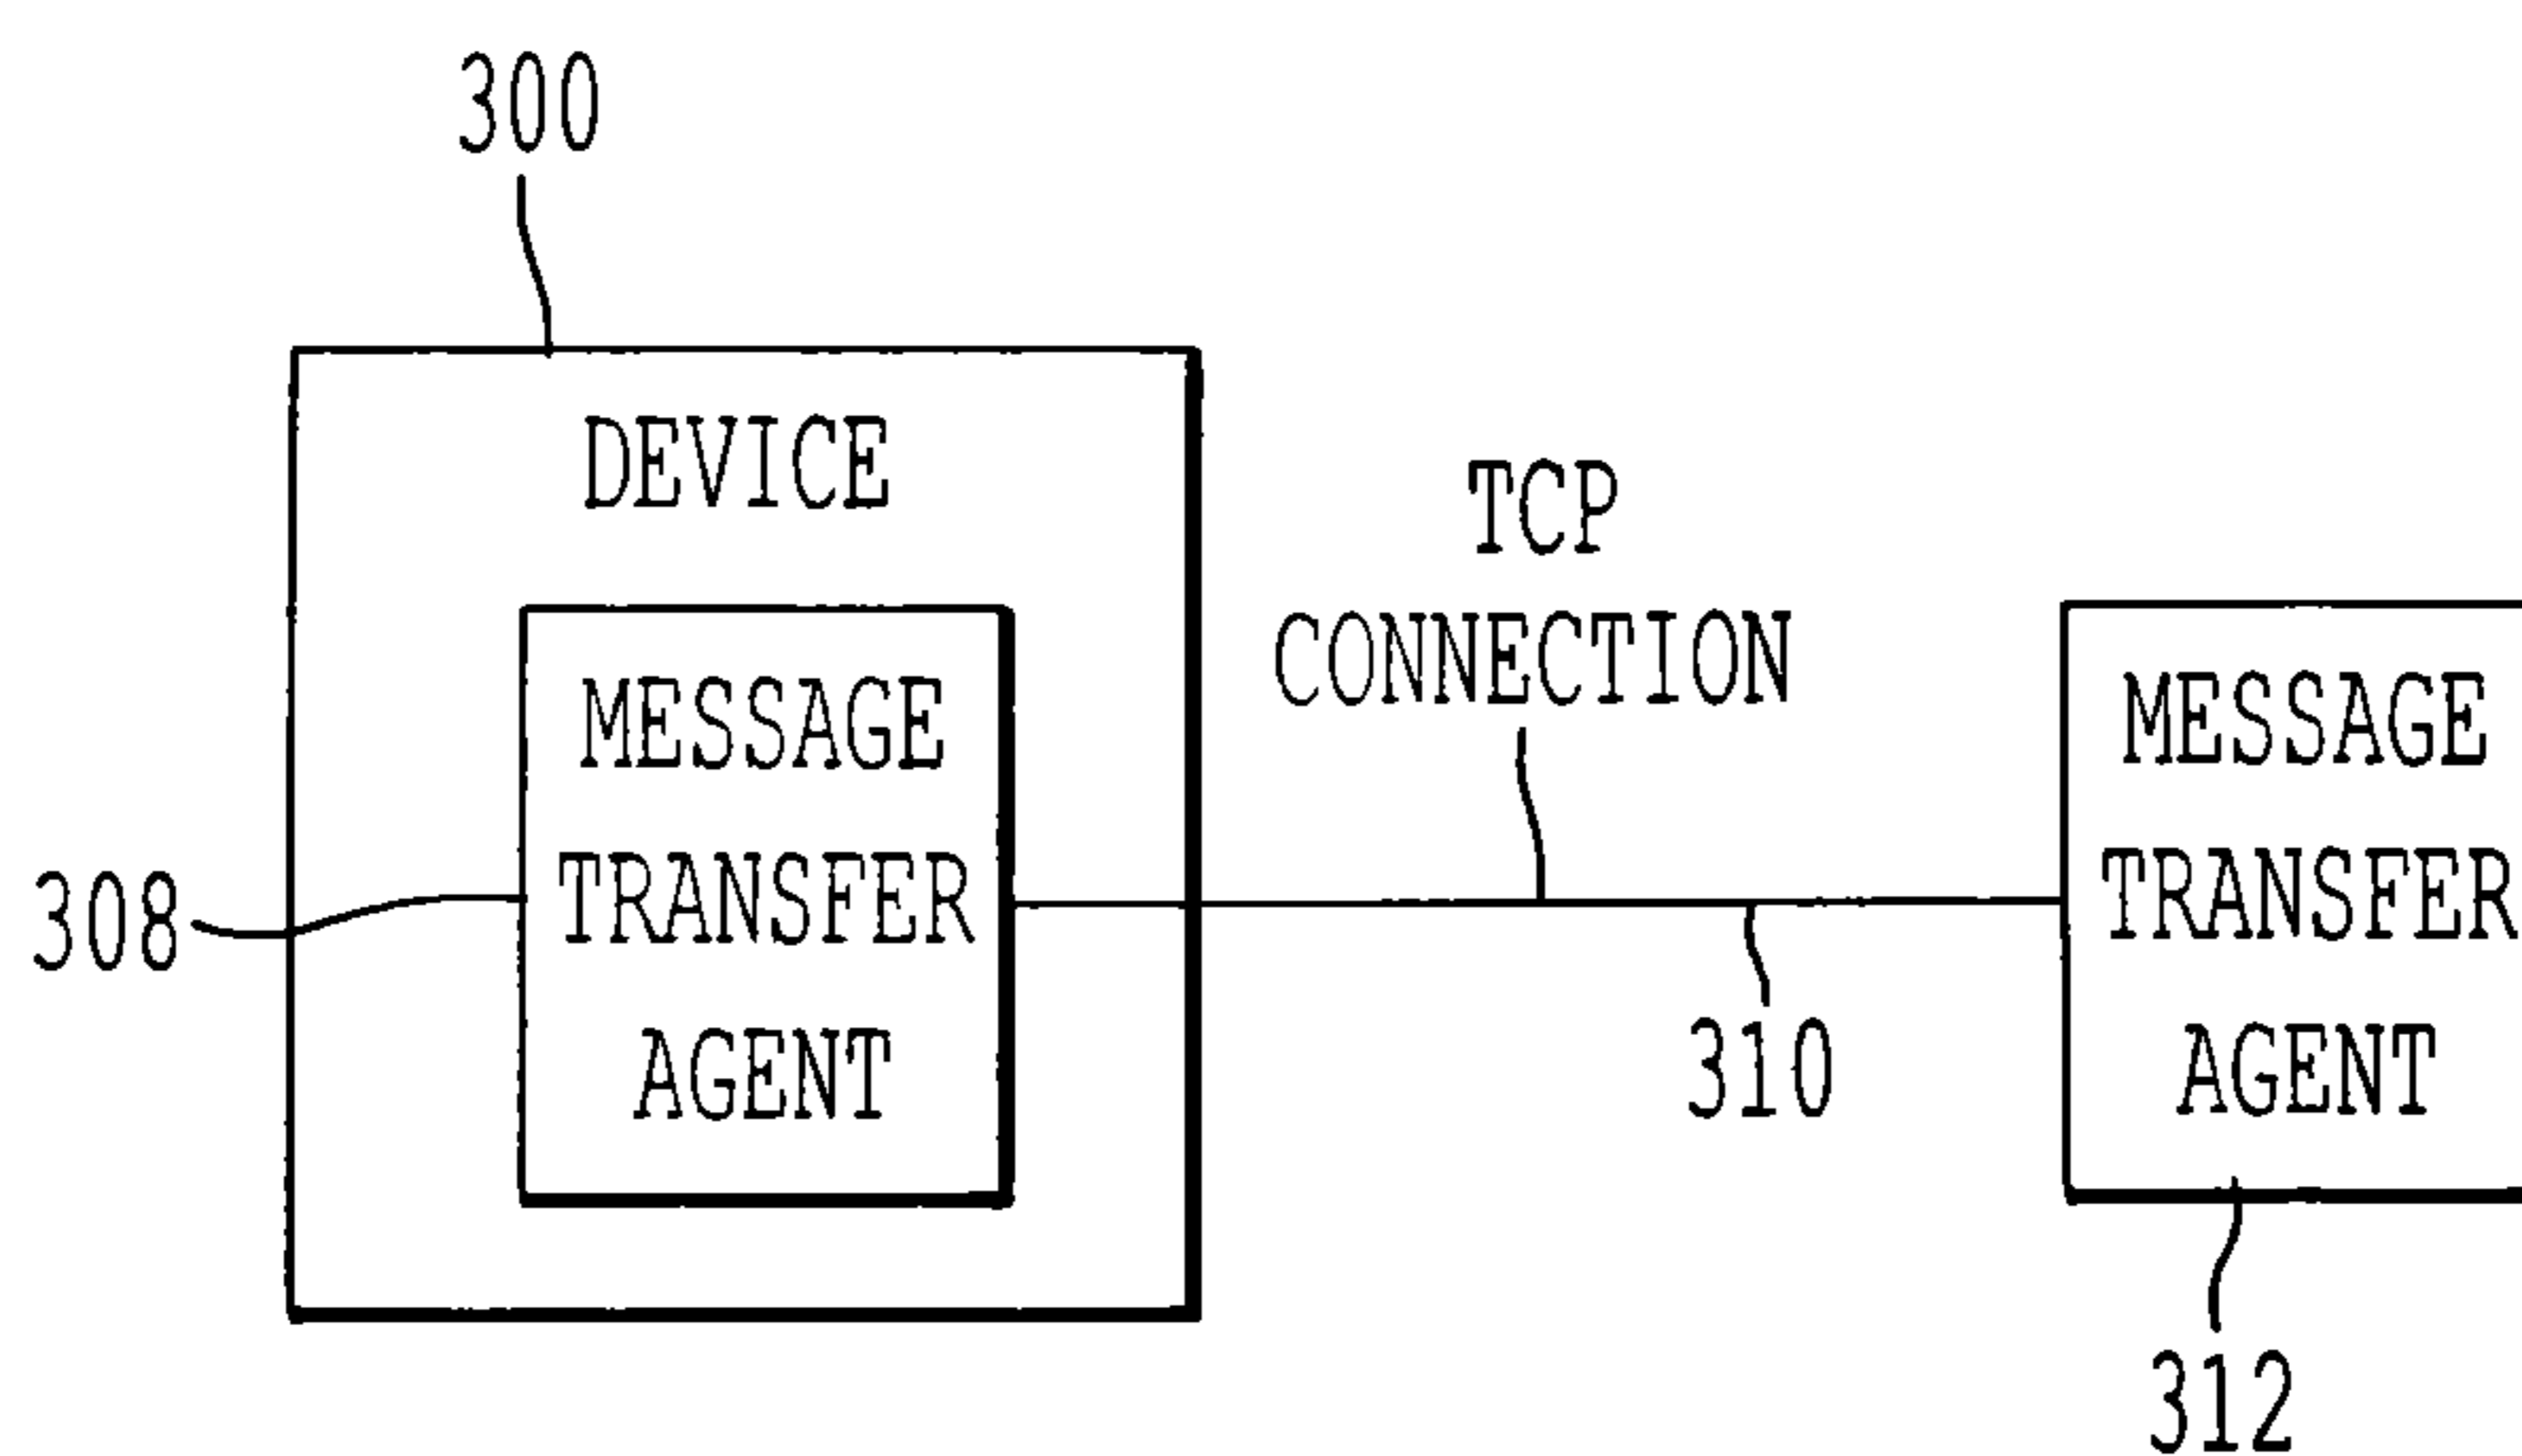 300
DEVICE
MESSAGE
TRANSFER
AGENT
308
TCP
CONNECTION
310
MESSAGE
TRANSFER
AGENT
312